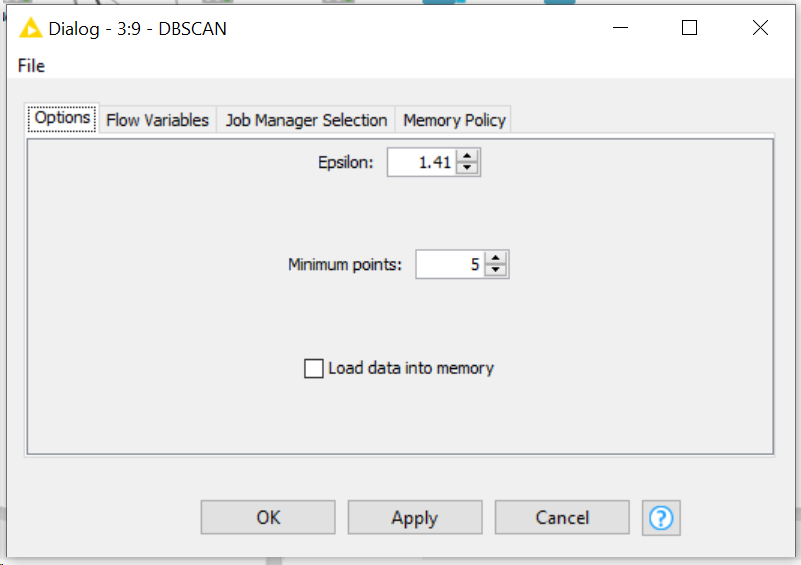 Dialog - 3:9 - DBSCAN
File
Options Flow Variables Job Manager Selection Memory Policy
Epsilon: 1.41
Minimum points: 5
Load data into memory
OK Apply Cancel ?